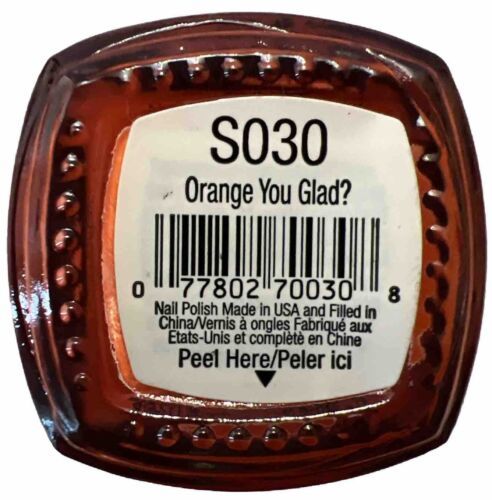 S030
Orange You Glad?
0 77802 70030 8
Nail Polish Made in USA and Filled in
China/Vernis à ongles Fabriqué aux
Etats-Unis et complètè en Chine
Peel Here/Peler ici